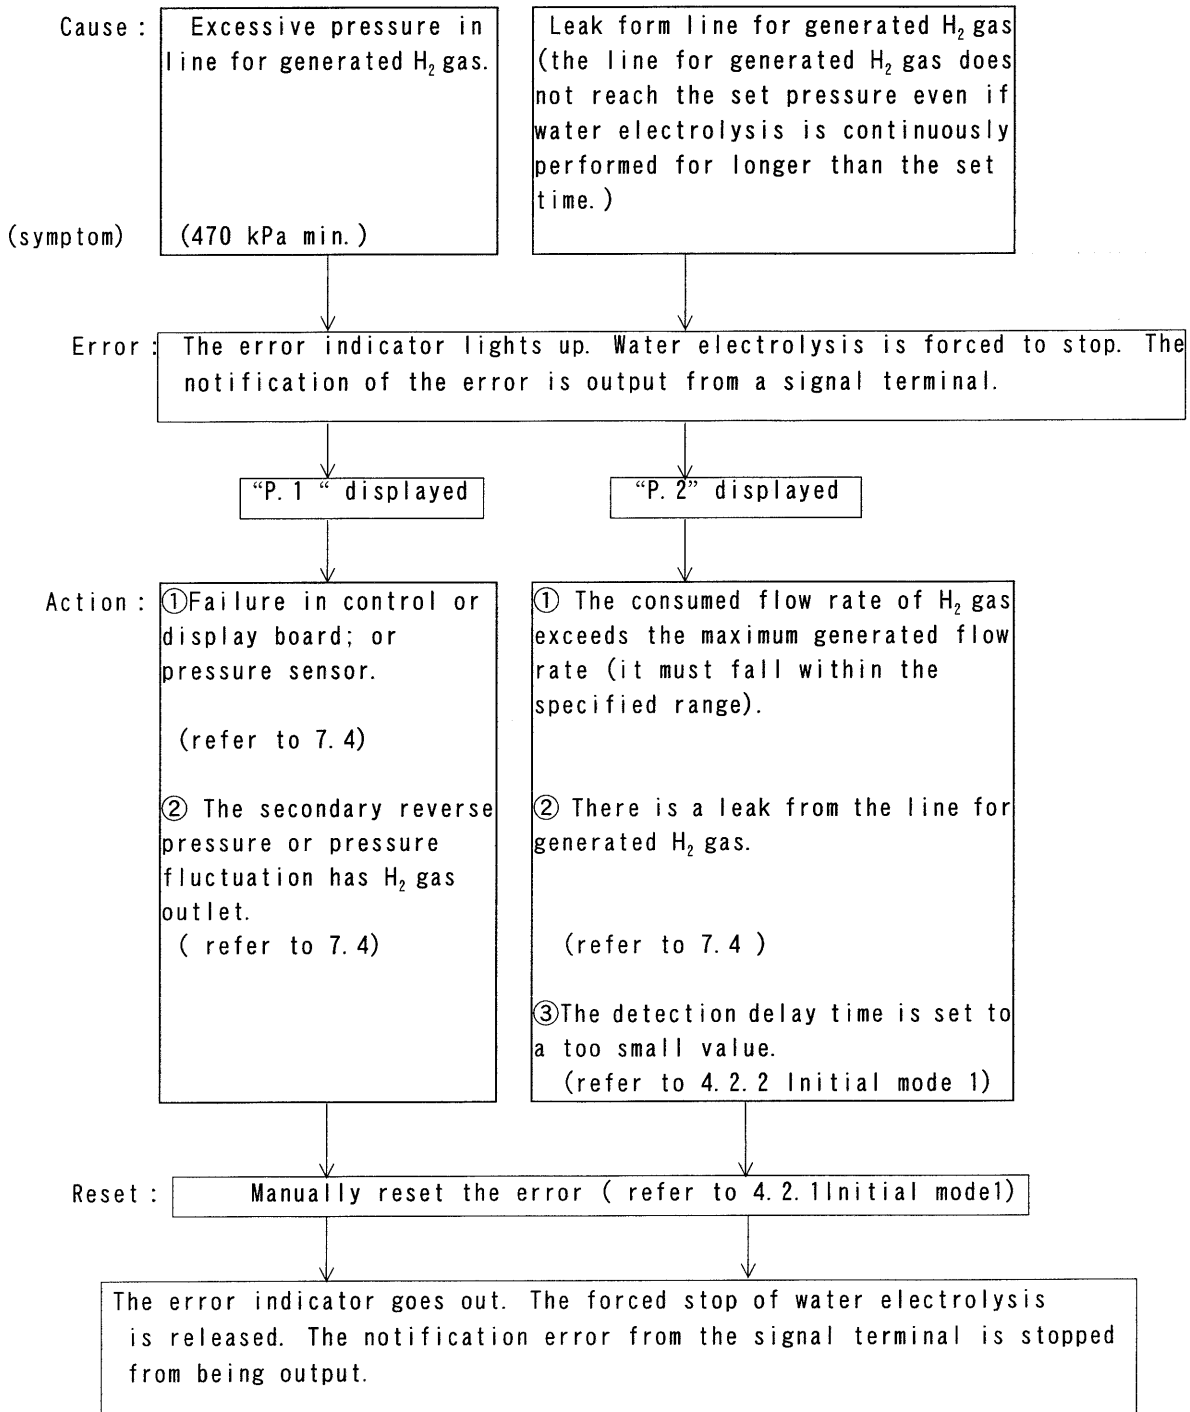 Cause :
Excessive pressure in
line for generated H₂ gas.
(symptom)
(470 kPa min.)
Leak form line for generated H₂ gas
(the line for generated H₂ gas does
not reach the set pressure even if
water electrolysis is continuously
performed for longer than the set
time.)
Error :
The error indicator lights up. Water electrolysis is forced to stop. The
notification of the error is output from a signal terminal.
“P. 1 “ displayed
“P. 2” displayed
Action :
①Failure in control or
display board; or
pressure sensor.
(refer to 7. 4)
② The secondary reverse
pressure or pressure
fluctuation has H₂ gas
outlet.
( refer to 7. 4)
① The consumed flow rate of H₂ gas
exceeds the maximum generated flow
rate (it must fall within the
specified range).
② There is a leak from the line for
generated H₂ gas.
(refer to 7. 4 )
③The detection delay time is set to
a too small value.
(refer to 4. 2. 2 Initial mode 1)
Reset :
Manually reset the error ( refer to 4. 2. 1Initial mode1)
The error indicator goes out. The forced stop of water electrolysis
is released. The notification error from the signal terminal is stopped
from being output.